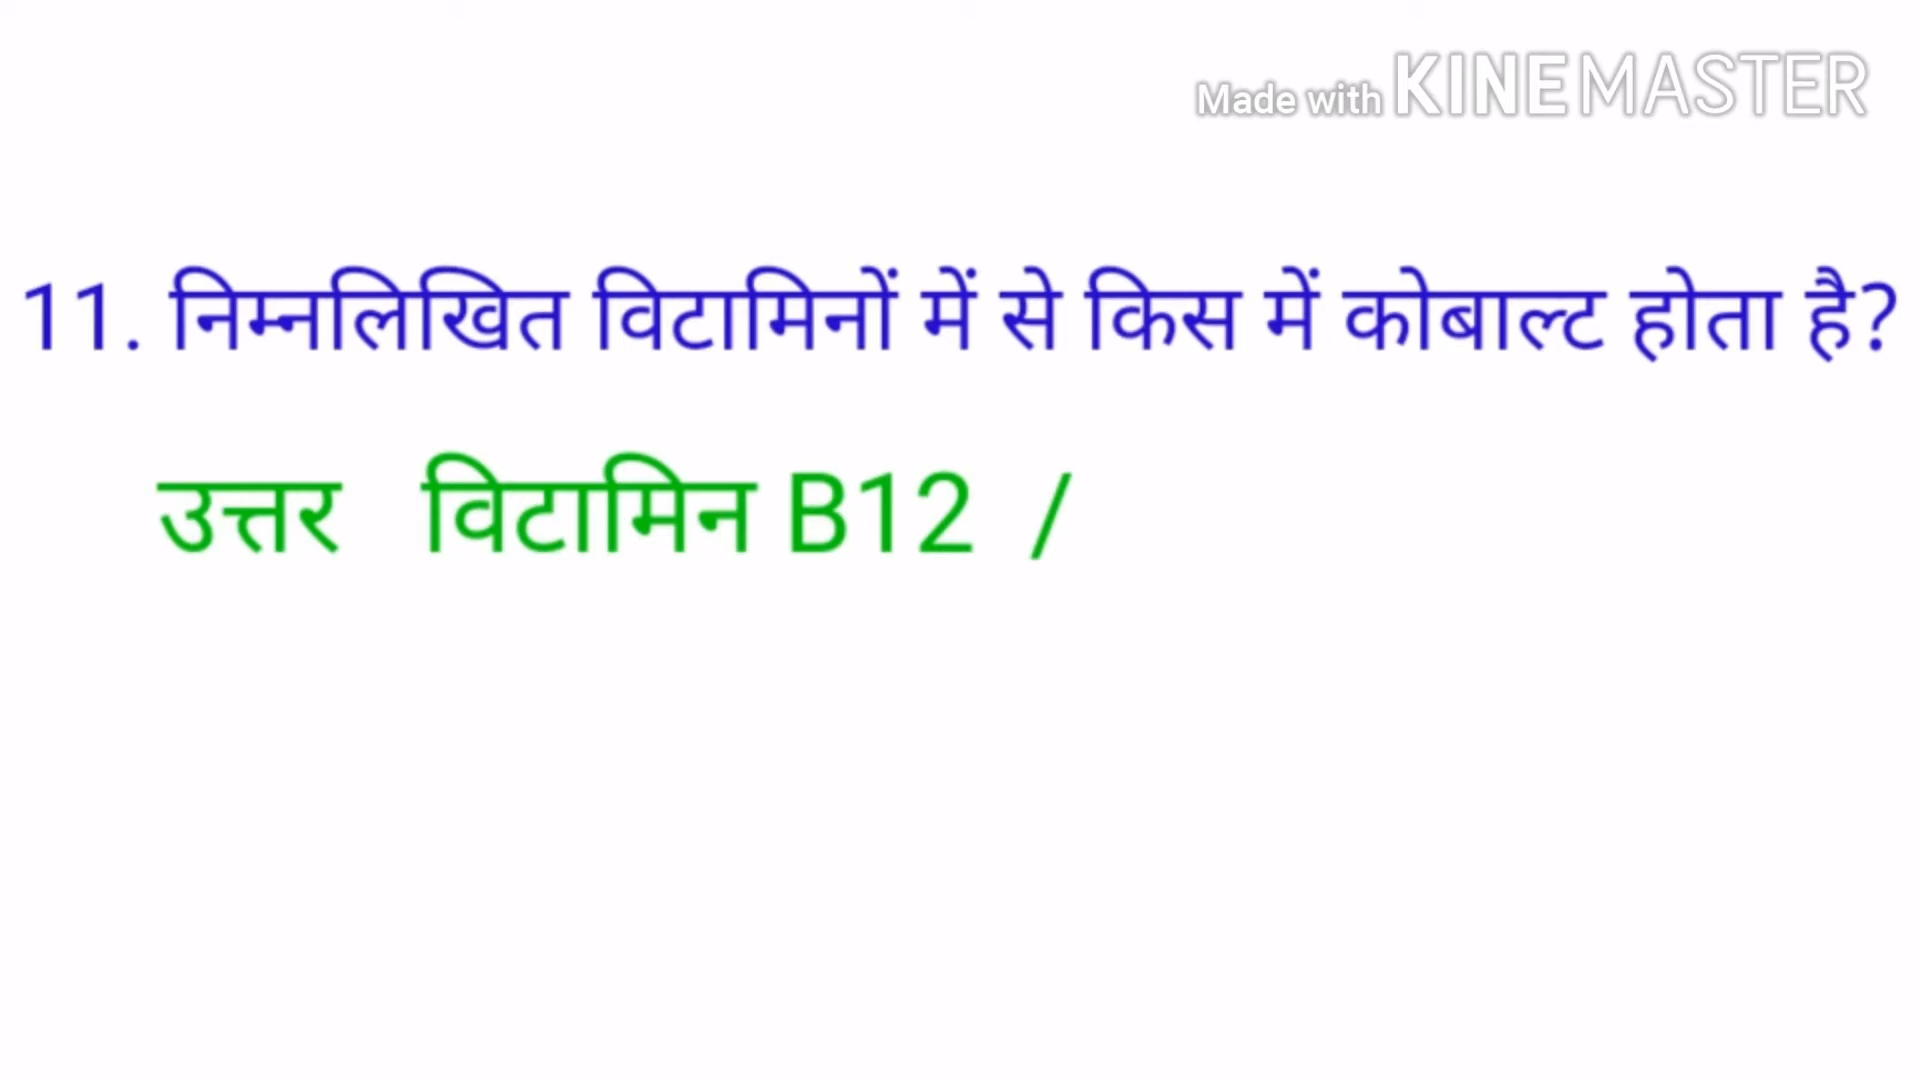 Made with KINEMASTER
11. निम्नलिखित विटामिनों में से किस में कोबाल्ट होता है?
उत्तर विटामिन B12 /